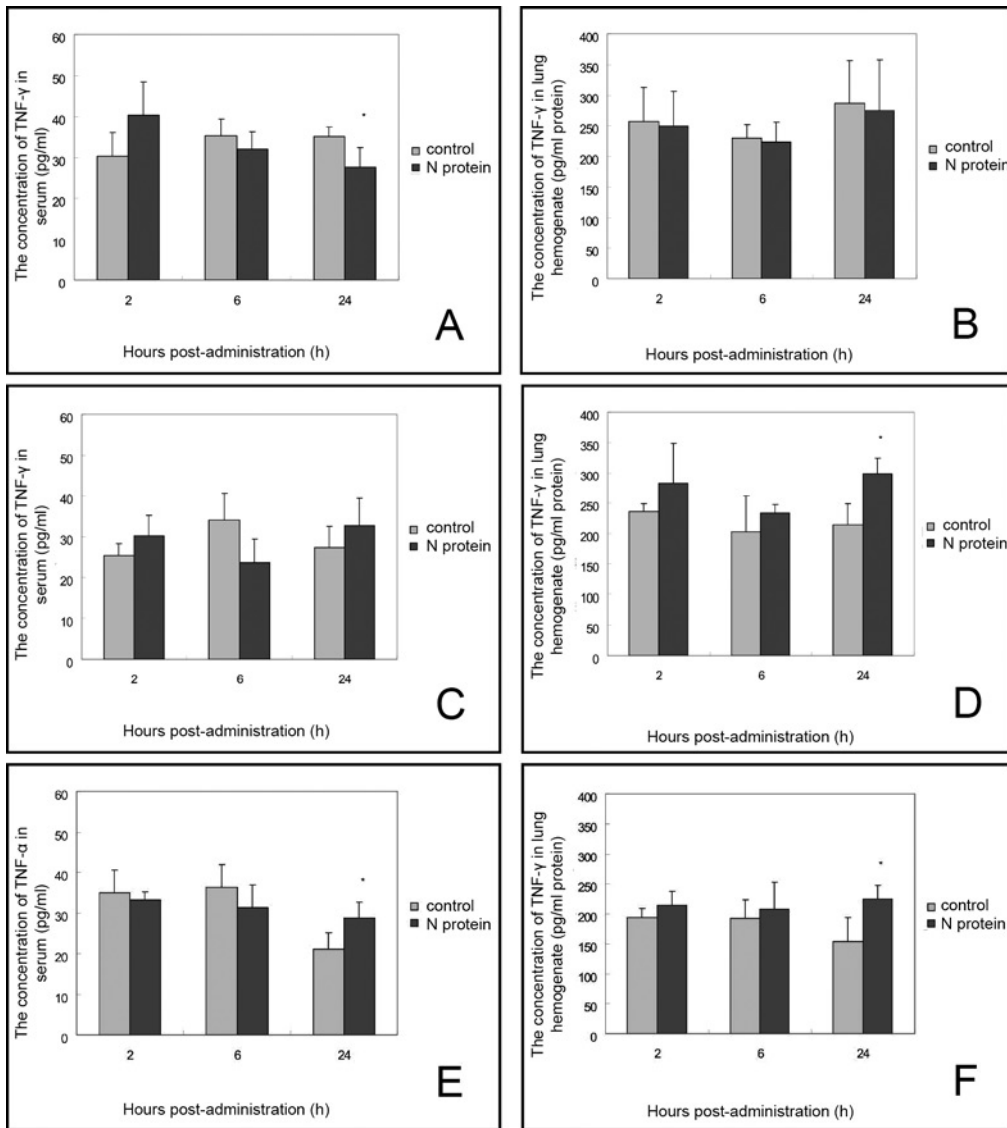 The concentration of TNF-γ in
serum (pg/ml)
60
50
40
30
20
10
0
2 6 24
Hours post-administration (h)
*
control
N protein
A
The concentration of TNF-γ in lung
hemogenate (pg/ml protein)
400
350
300
250
200
150
100
50
0
2 6 24
Hours post-administration (h)
control
N protein
B
The concentration of TNF-γ in
serum (pg/ml)
60
50
40
30
20
10
0
2 6 24
Hours post-administration (h)
control
N protein
C
The concentration of TNF-γ in lung
hemogenate (pg/ml protein)
400
350
300
250
200
150
100
50
0
2 6 24
Hours post-administration (h)
*
control
N protein
D
The concentration of TNF-α in
serum (pg/ml)
60
50
40
30
20
10
0
2 6 24
Hours post-administration (h)
*
control
N protein
E
The concentration of TNF-γ in lung
hemogenate (pg/ml protein)
400
350
300
250
200
150
100
50
0
2 6 24
Hours post-administration (h)
*
control
N protein
F